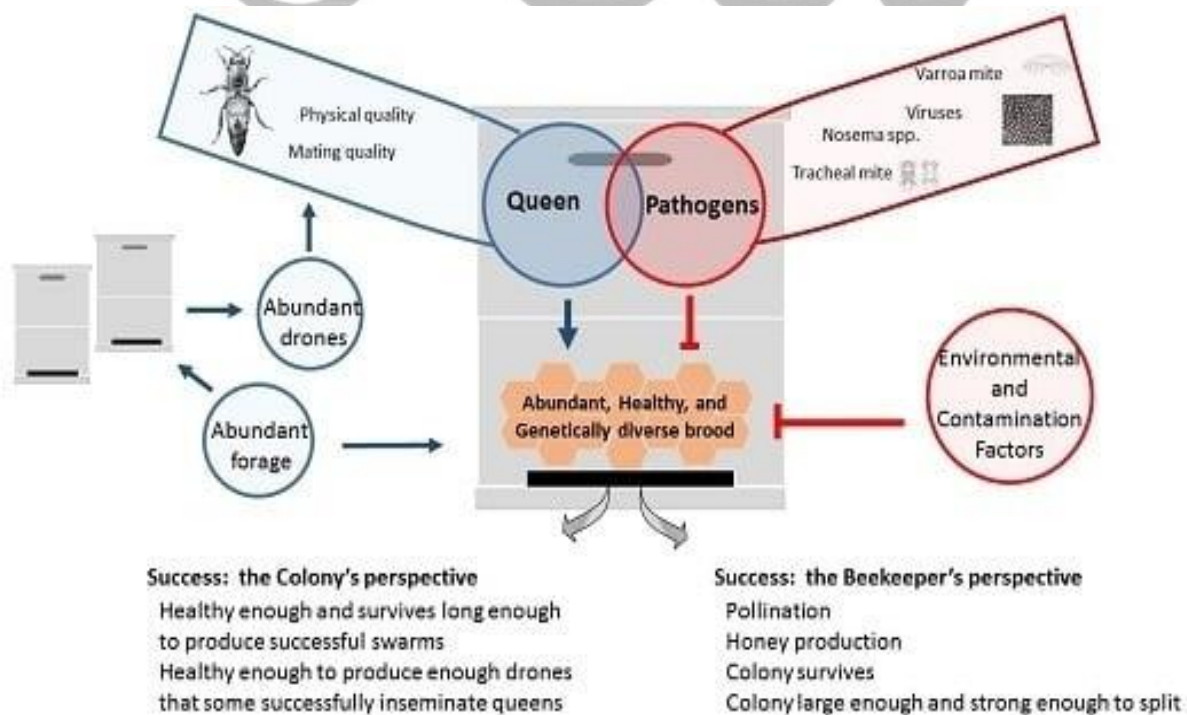 Physical quality
Mating quality
Varroa mite
Viruses
Nosema spp.
Tracheal mite
Queen
Pathogens
Abundant
drones
Abundant
forage
Abundant, Healthy, and
Genetically diverse brood
Environmental
and
Contamination
Factors
Success: the Colony's perspective
Healthy enough and survives long enough
to produce successful swarms
Healthy enough to produce enough drones
that some successfully inseminate queens
Success: the Beekeeper's perspective
Pollination
Honey production
Colony survives
Colony large enough and strong enough to split